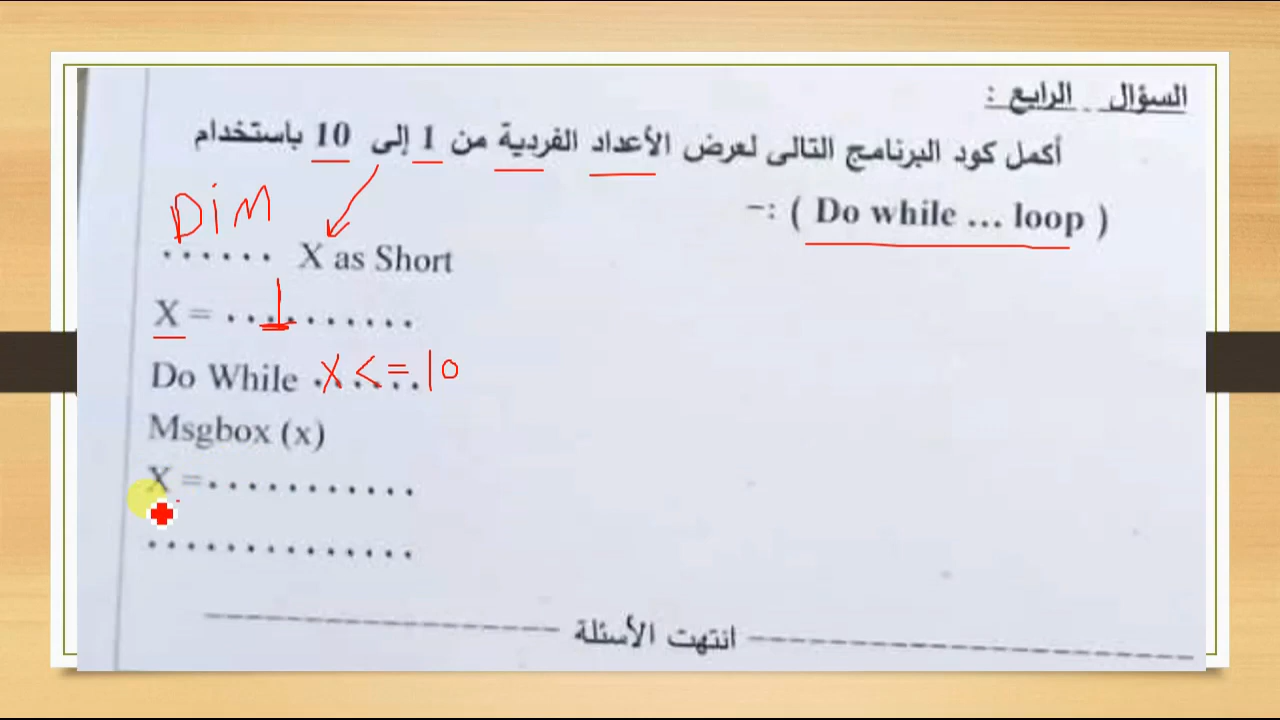 السؤال الرابع :
أكمل كود البرنامج التالى لعرض الأعداد الفردية من 1 إلى 10 باستخدام
( Do while ... loop ) :-
DiM
...... X as Short
X = .......... 1
Do While ...... X <= 10
Msgbox (x)
X =...........
..............
انتهت الأسئلة